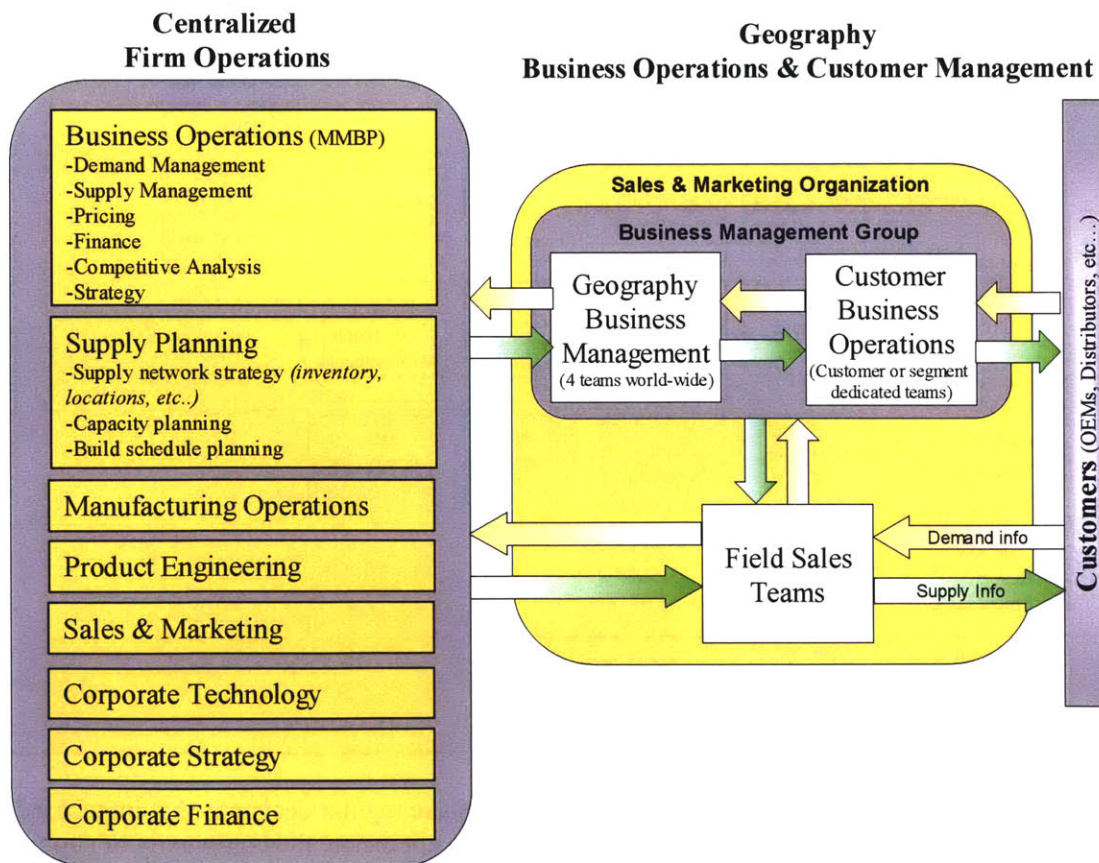 Centralized
Firm Operations
Geography
Business Operations & Customer Management
Business Operations (MMBP)
-Demand Management
-Supply Management
-Pricing
-Finance
-Competitive Analysis
-Strategy
Supply Planning
-Supply network strategy (inventory,
locations, etc..)
-Capacity planning
-Build schedule planning
Manufacturing Operations
Product Engineering
Sales & Marketing
Corporate Technology
Corporate Strategy
Corporate Finance
Sales & Marketing Organization
Business Management Group
Geography
Business
Management
(4 teams world-wide)
Customer
Business
Operations
(Customer or segment
dedicated teams)
Field Sales
Teams
Demand info
Supply Info
Customers (OEMs, Distributors, etc...)